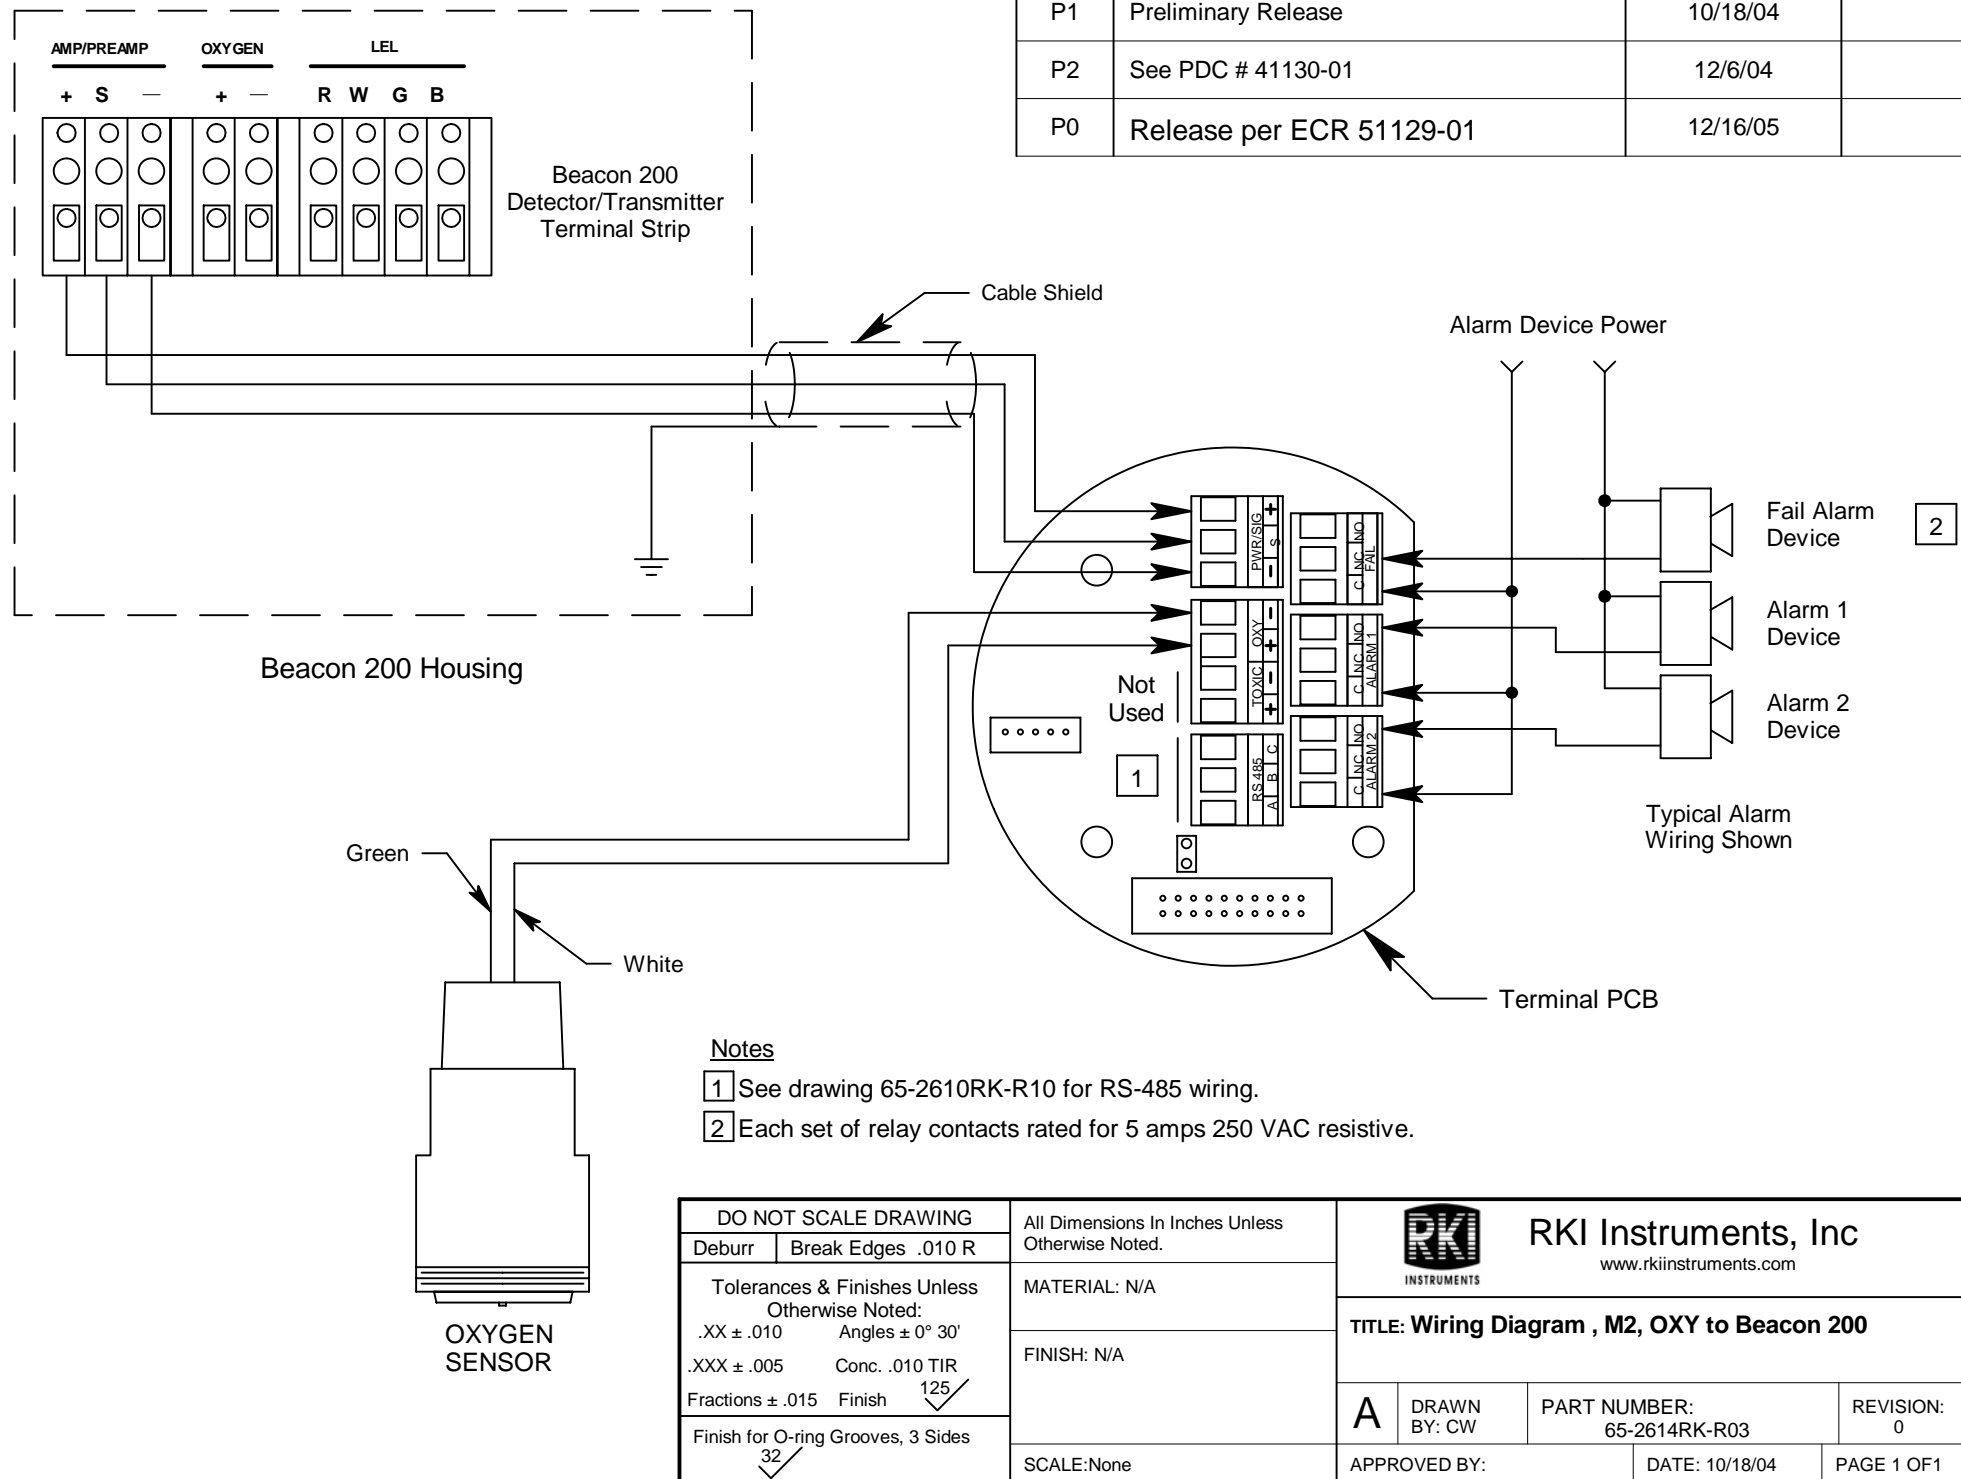 P1 Preliminary Release 10/18/04
P2 See PDC # 41130-01 12/6/04
P0 Release per ECR 51129-01 12/16/05
AMP/PREAMP OXYGEN LEL
+ S — + — R W G B
Beacon 200
Detector/Transmitter
Terminal Strip
Cable Shield
Alarm Device Power
Beacon 200 Housing
PWR/SIG + S -
OXY - +
TOXIC - +
RS 485 A B C
FAIL C NC NO
ALARM 1 C NC NO
ALARM 2 C NC NO
Not
Used
1
Fail Alarm
Device
2
Alarm 1
Device
Alarm 2
Device
Typical Alarm
Wiring Shown
Green
White
Terminal PCB
OXYGEN
SENSOR
Notes
1 See drawing 65-2610RK-R10 for RS-485 wiring.
2 Each set of relay contacts rated for 5 amps 250 VAC resistive.
DO NOT SCALE DRAWING
Deburr Break Edges .010 R
Tolerances & Finishes Unless
Otherwise Noted:
.XX ± .010 Angles ± 0° 30'
.XXX ± .005 Conc. .010 TIR
Fractions ± .015 Finish 125
Finish for O-ring Grooves, 3 Sides
32
All Dimensions In Inches Unless
Otherwise Noted.
MATERIAL: N/A
FINISH: N/A
SCALE:None
RKI
INSTRUMENTS
RKI Instruments, Inc
www.rkiinstruments.com
TITLE: Wiring Diagram , M2, OXY to Beacon 200
A
DRAWN
BY: CW
PART NUMBER:
65-2614RK-R03
REVISION:
0
APPROVED BY:
DATE: 10/18/04
PAGE 1 OF1